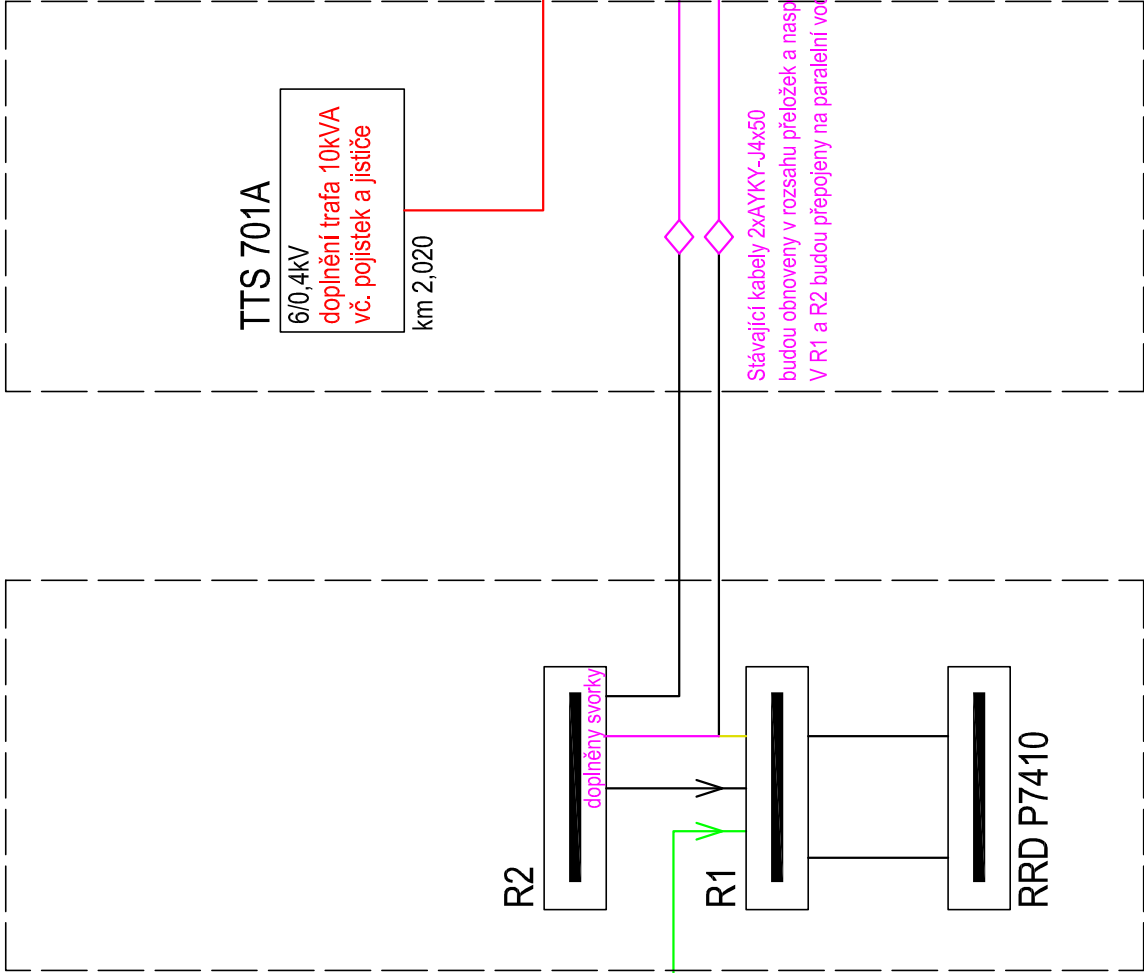 TTS 701A
6/0,4kV
doplnění trafa 10kVA
vč. pojistek a jističe
km 2,020
Stávající kabely 2xAYKY-J4x50
budou obnoveny v rozsahu přeložek a nasp
V R1 a R2 budou přepojeny na paralelní vo
R2
doplněny svorky
R1
RRD P7410